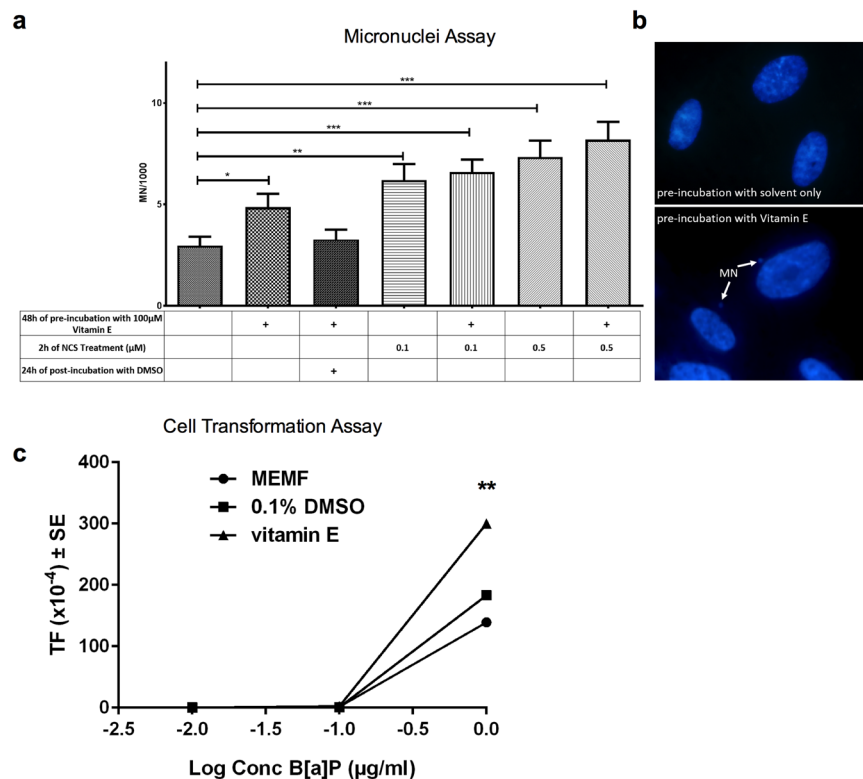 a
b
Micronuclei Assay
***
***
***
**
*
10
5
0
MN/1000
pre-incubation with solvent only
pre-incubation with Vitamin E
MN
48h of pre-incubation with 100µM Vitamin E + + + +
2h of NCS Treatment (µM) 0.1 0.1 0.5 0.5
24h of post-incubation with DMSO +
Cell Transformation Assay
c
MEMF
0.1% DMSO
vitamin E
**
400
300
200
100
0
TF (x10⁻⁴) ± SE
-2.5 -2.0 -1.5 -1.0 -0.5 0.0
Log Conc B[a]P (µg/ml)